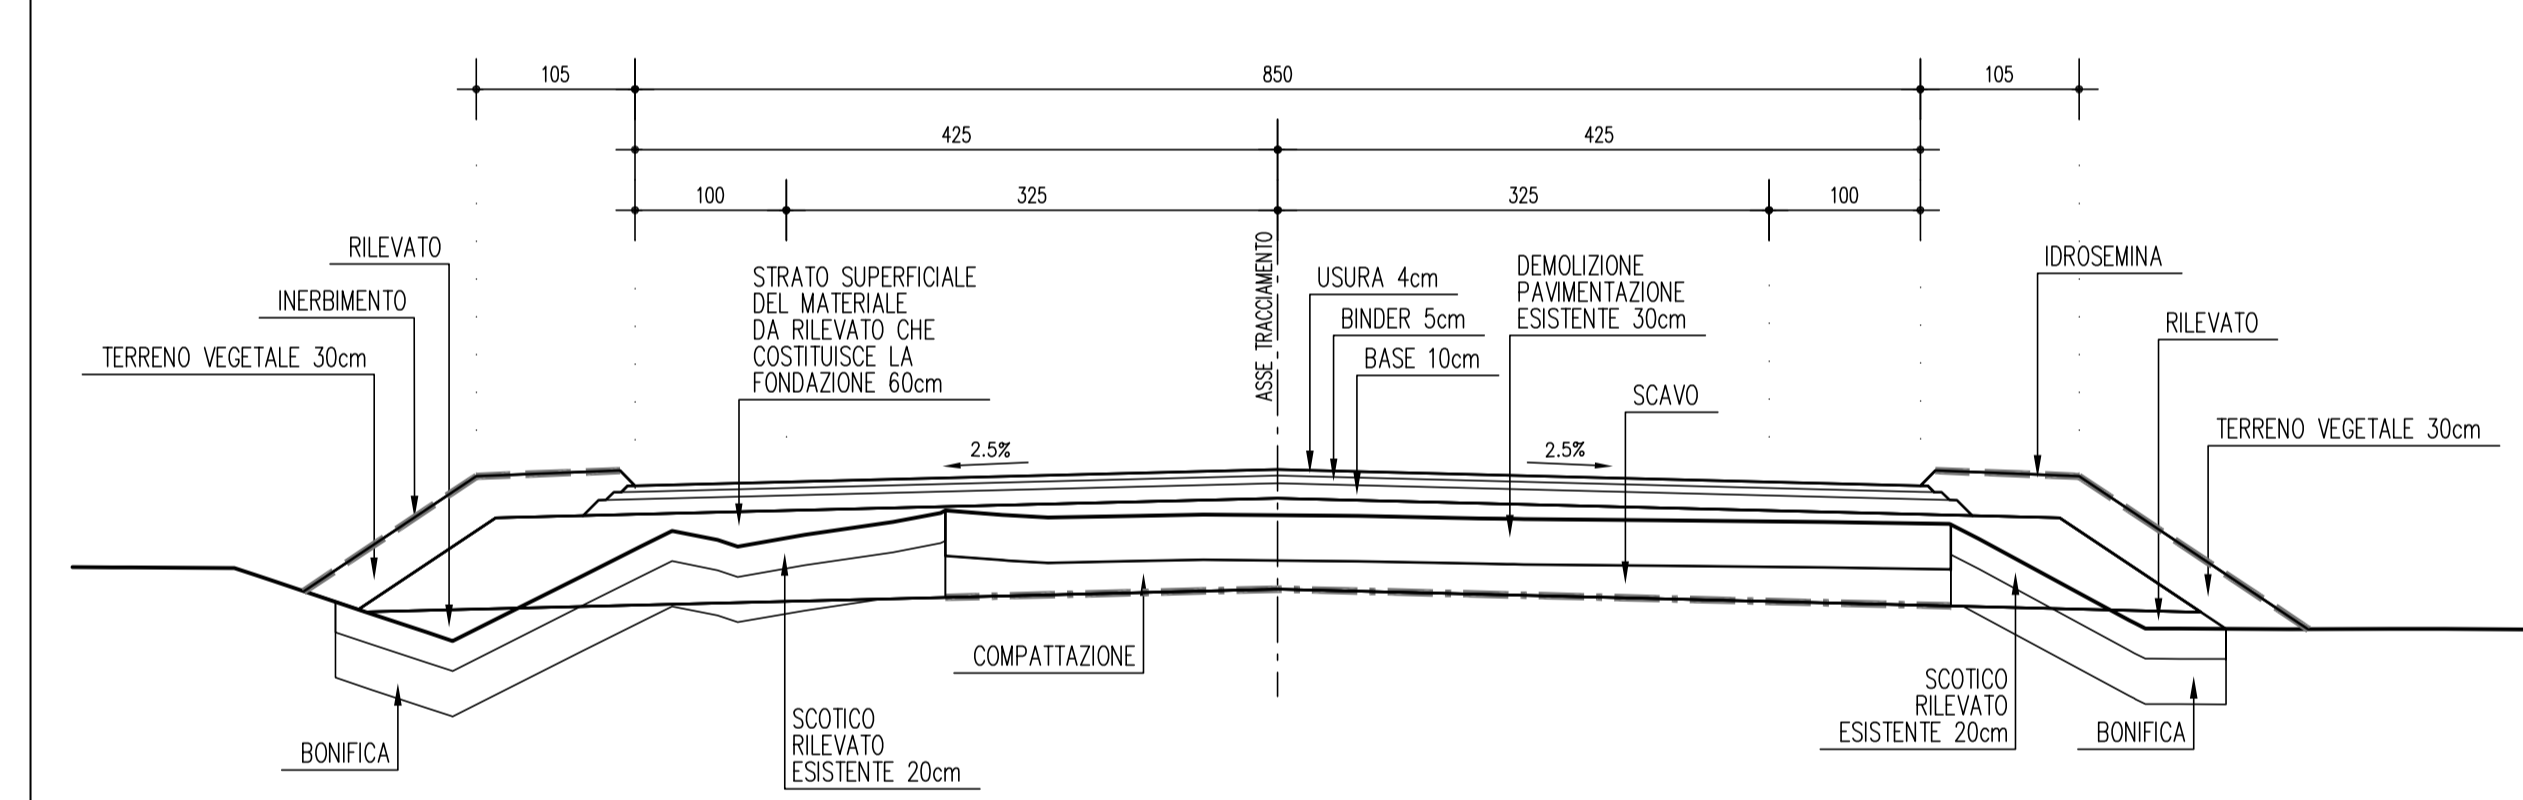 105
850
105
425
425
100
325
325
100
RILEVATO
INERBIMENTO
TERRENO VEGETALE 30cm
STRATO SUPERFICIALE
DEL MATERIALE
DA RILEVATO CHE
COSTITUISCE LA
FONDAZIONE 60cm
ASSE TRACCIAMENTO
USURA 4cm
BINDER 5cm
BASE 10cm
DEMOLIZIONE
PAVIMENTAZIONE
ESISTENTE 30cm
SCAVO
IDROSEMINA
RILEVATO
TERRENO VEGETALE 30cm
2.5%
2.5%
BONIFICA
SCOTICO
RILEVATO
ESISTENTE 20cm
COMPATTAZIONE
SCOTICO
RILEVATO
ESISTENTE 20cm
BONIFICA